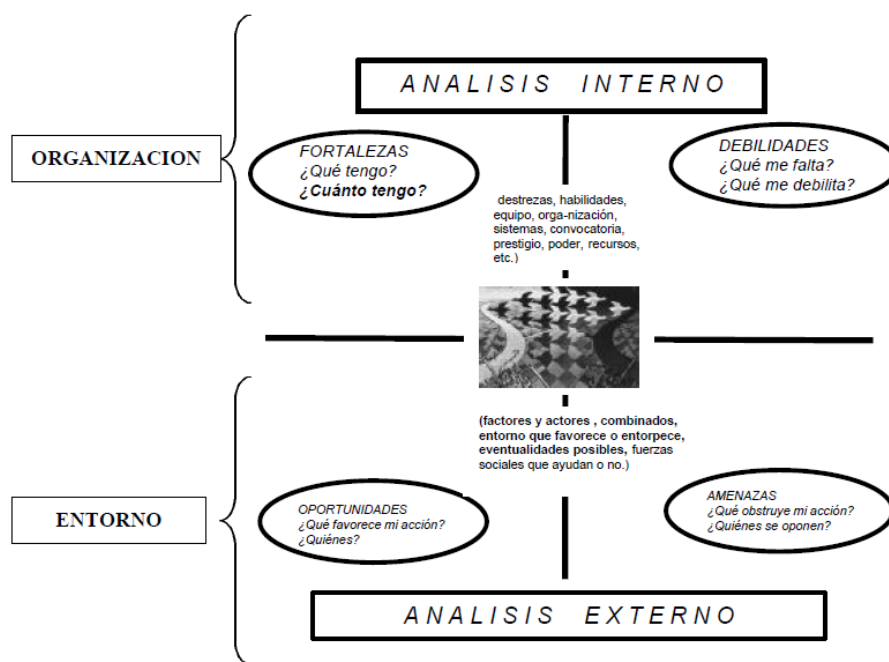 ANALISIS INTERNO
ORGANIZACION
FORTALEZAS
¿Qué tengo?
¿Cuánto tengo?
DEBILIDADES
¿Qué me falta?
¿Qué me debilita?
destrezas, habilidades,
equipo, orga-nización,
sistemas, convocatoria,
prestigio, poder, recursos,
etc.)
(factores y actores , combinados,
entorno que favorece o entorpece,
eventualidades posibles, fuerzas
sociales que ayudan o no.)
ENTORNO
OPORTUNIDADES
¿Qué favorece mi acción?
¿Quiénes?
AMENAZAS
¿Qué obstruye mi acción?
¿Quiénes se oponen?
ANALISIS EXTERNO